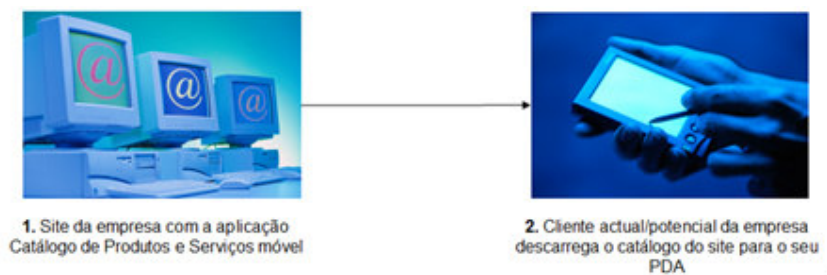 @
@
@
1. Site da empresa com a aplicação
Catálogo de Produtos e Serviços móvel
2. Cliente actual/potencial da empresa
descarrega o catálogo do site para o seu
PDA